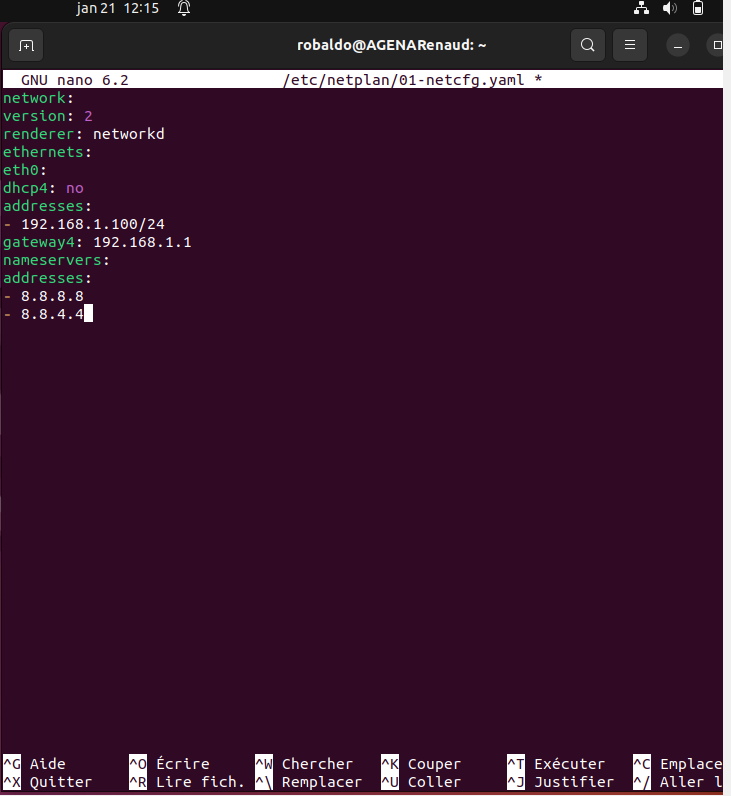 jan 21 12:15
robaldo@AGENARenaud: ~
GNU nano 6.2 /etc/netplan/01-netcfg.yaml *
network:
version: 2
renderer: networkd
ethernets:
eth0:
dhcp4: no
addresses:
- 192.168.1.100/24
gateway4: 192.168.1.1
nameservers:
addresses:
- 8.8.8.8
- 8.8.4.4
^G Aide ^O Écrire ^W Chercher ^K Couper ^T Exécuter ^C Emplace
^X Quitter ^R Lire fich. ^\ Remplacer ^U Coller ^J Justifier ^/ Aller l